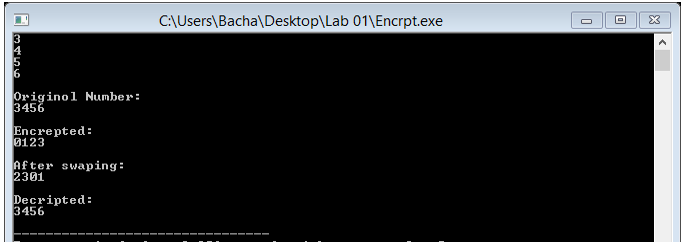 C:\Users\Bacha\Desktop\Lab 01\Encrpt.exe
3
4
5
6
Originol Number:
3456
Encrepted:
0123
After swaping:
2301
Decripted:
3456
--------------------------------